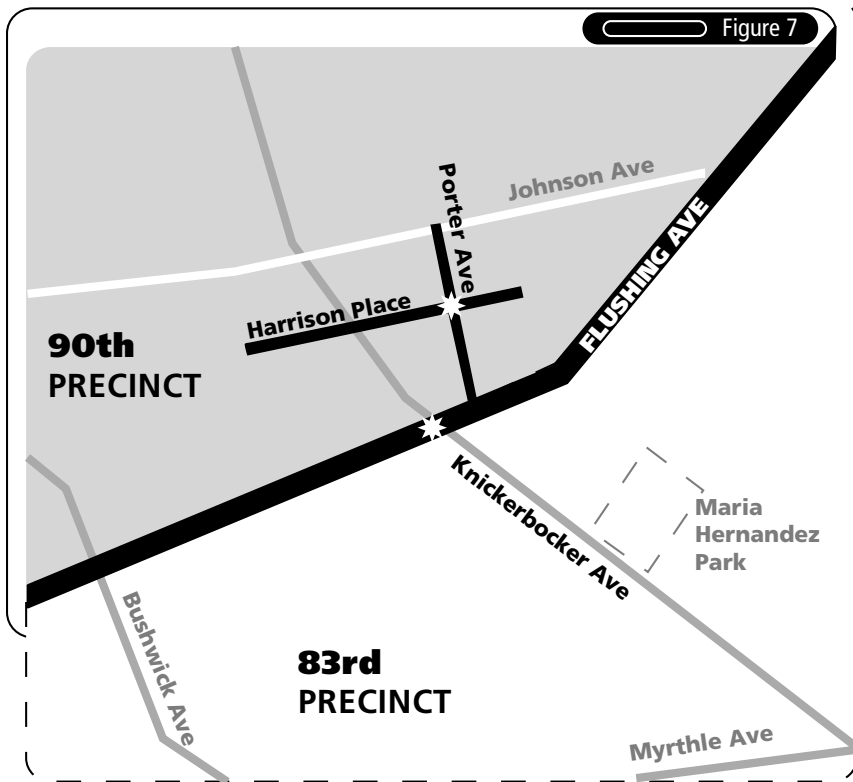 Figure 7
Johnson Ave
Porter Ave
FLUSHING AVE
Harrison Place
90th
PRECINCT
Knickerbocker Ave
Maria
Hernandez
Park
Bushwick Ave
83rd
PRECINCT
Myrthle Ave